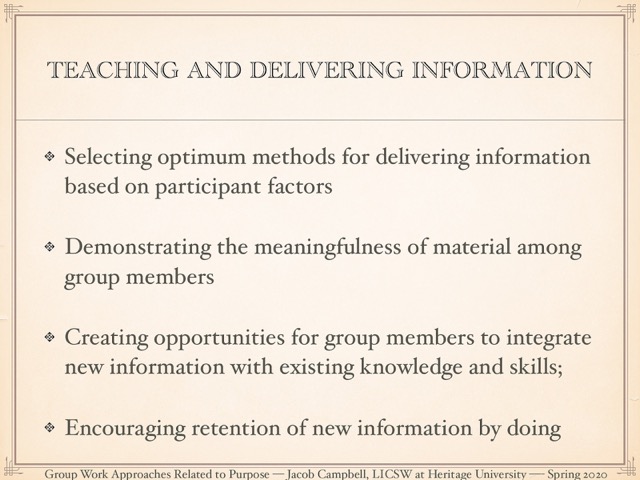 TEACHING AND DELIVERING INFORMATION
❖ Selecting optimum methods for delivering information
based on participant factors
❖ Demonstrating the meaningfulness of material among
group members
❖ Creating opportunities for group members to integrate
new information with existing knowledge and skills;
❖ Encouraging retention of new information by doing
Group Work Approaches Related to Purpose — Jacob Campbell, LICSW at Heritage University —– Spring 2020